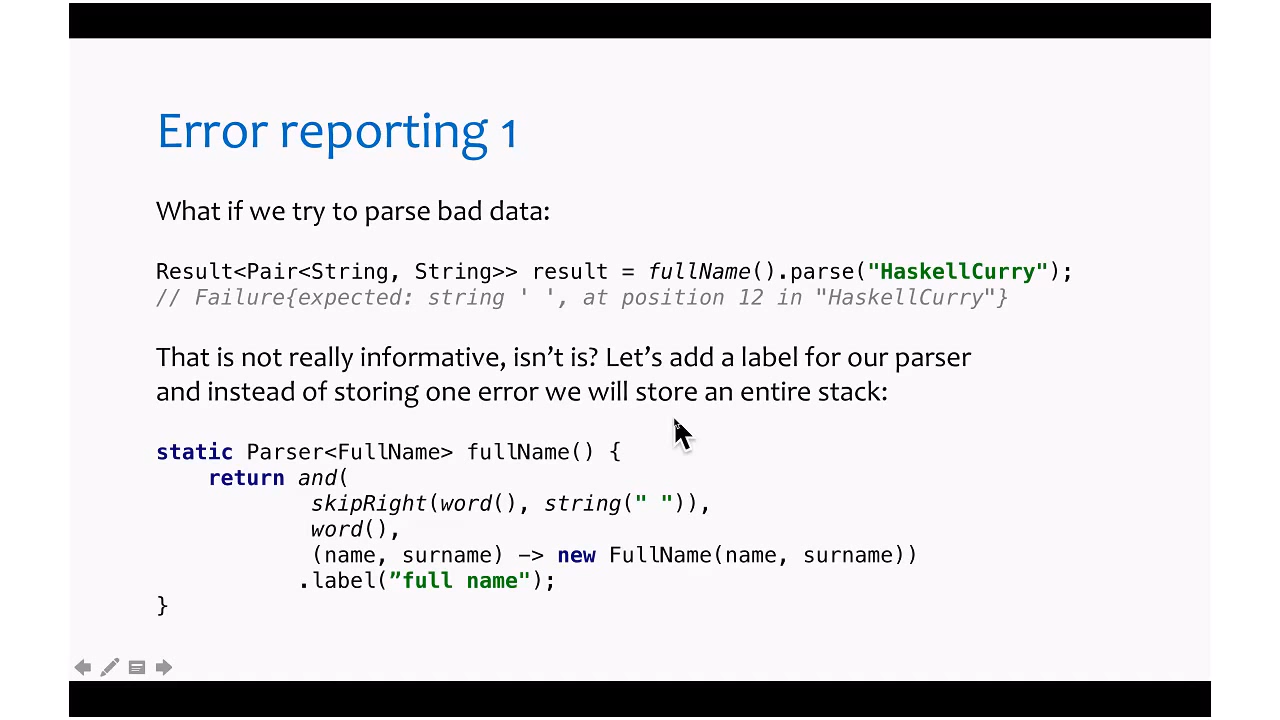 Error reporting 1
What if we try to parse bad data:
Result<Pair<String, String>> result = fullName().parse("HaskellCurry");
// Failure{expected: string ' ', at position 12 in "HaskellCurry"}
That is not really informative, isn't is? Let's add a label for our parser
and instead of storing one error we will store an entire stack:
static Parser<FullName> fullName() {
return and(
skipRight(word(), string(" ")),
word(),
(name, surname) -> new FullName(name, surname))
.label(”full name");
}